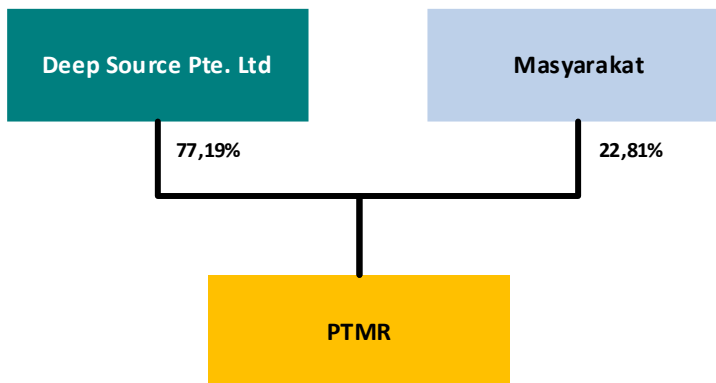 Deep Source Pte. Ltd
Masyarakat
77,19%
22,81%
PTMR